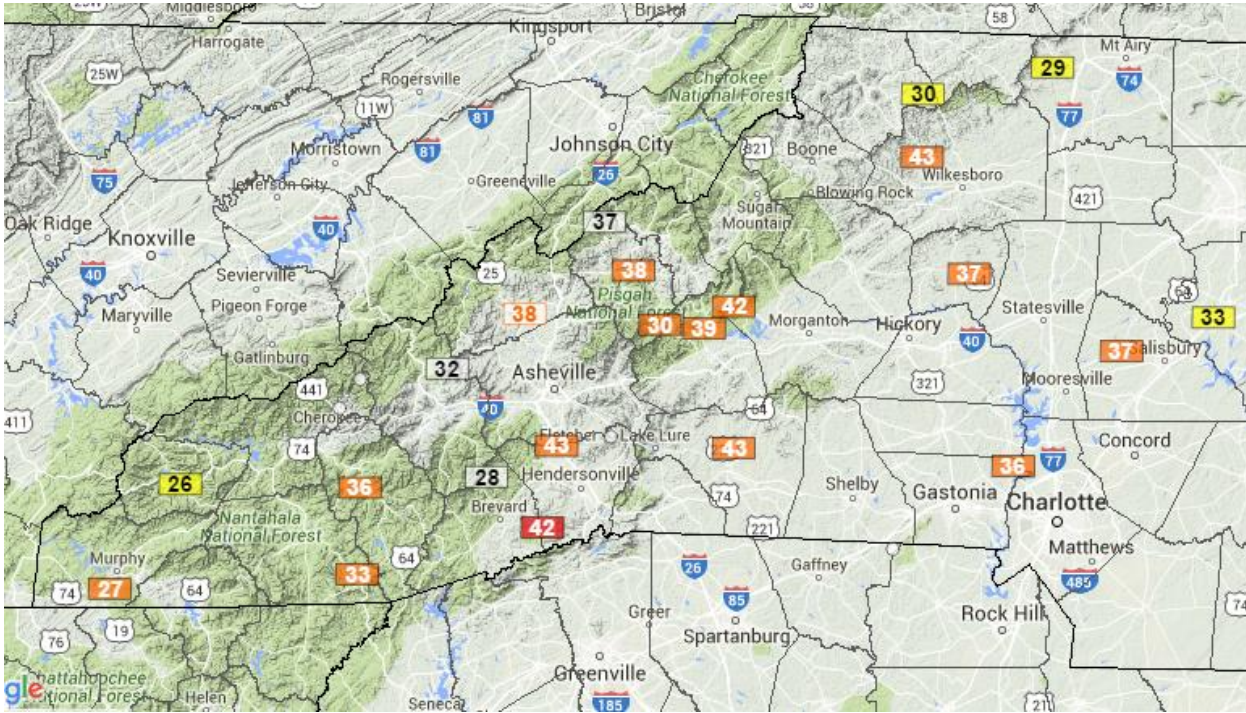 Middlesboro
Harrogate
Kingsport
Bristol
58
58
Mt Airy
29
74
25W
25W
Rogersville
Cherokee
National Forest
30
77
11W
81
81
Morristown
Johnson City
321
Boone
43
Wilkesboro
75
Jefferson City
Greeneville
26
Blowing Rock
421
Oak Ridge
Knoxville
40
37
Sugar
Mountain
40
Sevierville
25
38
37
Maryville
Pigeon Forge
38
Pisgah
National Forest
42
30
39
Morganton
Hickory
Statesville
33
40
Gatlinburg
32
Asheville
37
Salisbury
441
321
Mooresville
411
Cherokee
40
64
74
Fletcher
43
Lake Lure
43
Concord
26
36
28
Hendersonville
36
77
Brevard
74
Shelby
Gastonia
Charlotte
Nantahala
National Forest
42
221
Murphy
64
Matthews
74
27
64
33
26
Gaffney
485
85
Greer
Rock Hill
74
76
19
Spartanburg
Chattahoochee
National Forest
Helen
Greenville
Seneca
185
21
gle